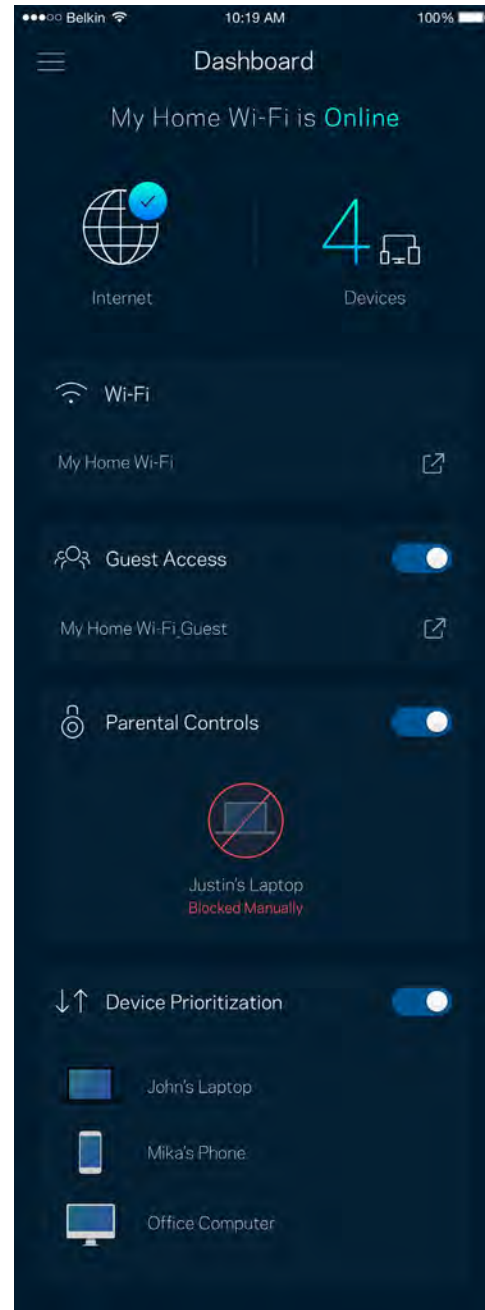 Belkin 10:19 AM 100%
Dashboard
My Home Wi-Fi is Online
4
Internet Devices
Wi-Fi
My Home Wi-Fi
Guest Access
My Home Wi-Fi_Guest
Parental Controls
Justin's Laptop
Blocked Manually
Device Prioritization
John's Laptop
Mika's Phone
Office Computer